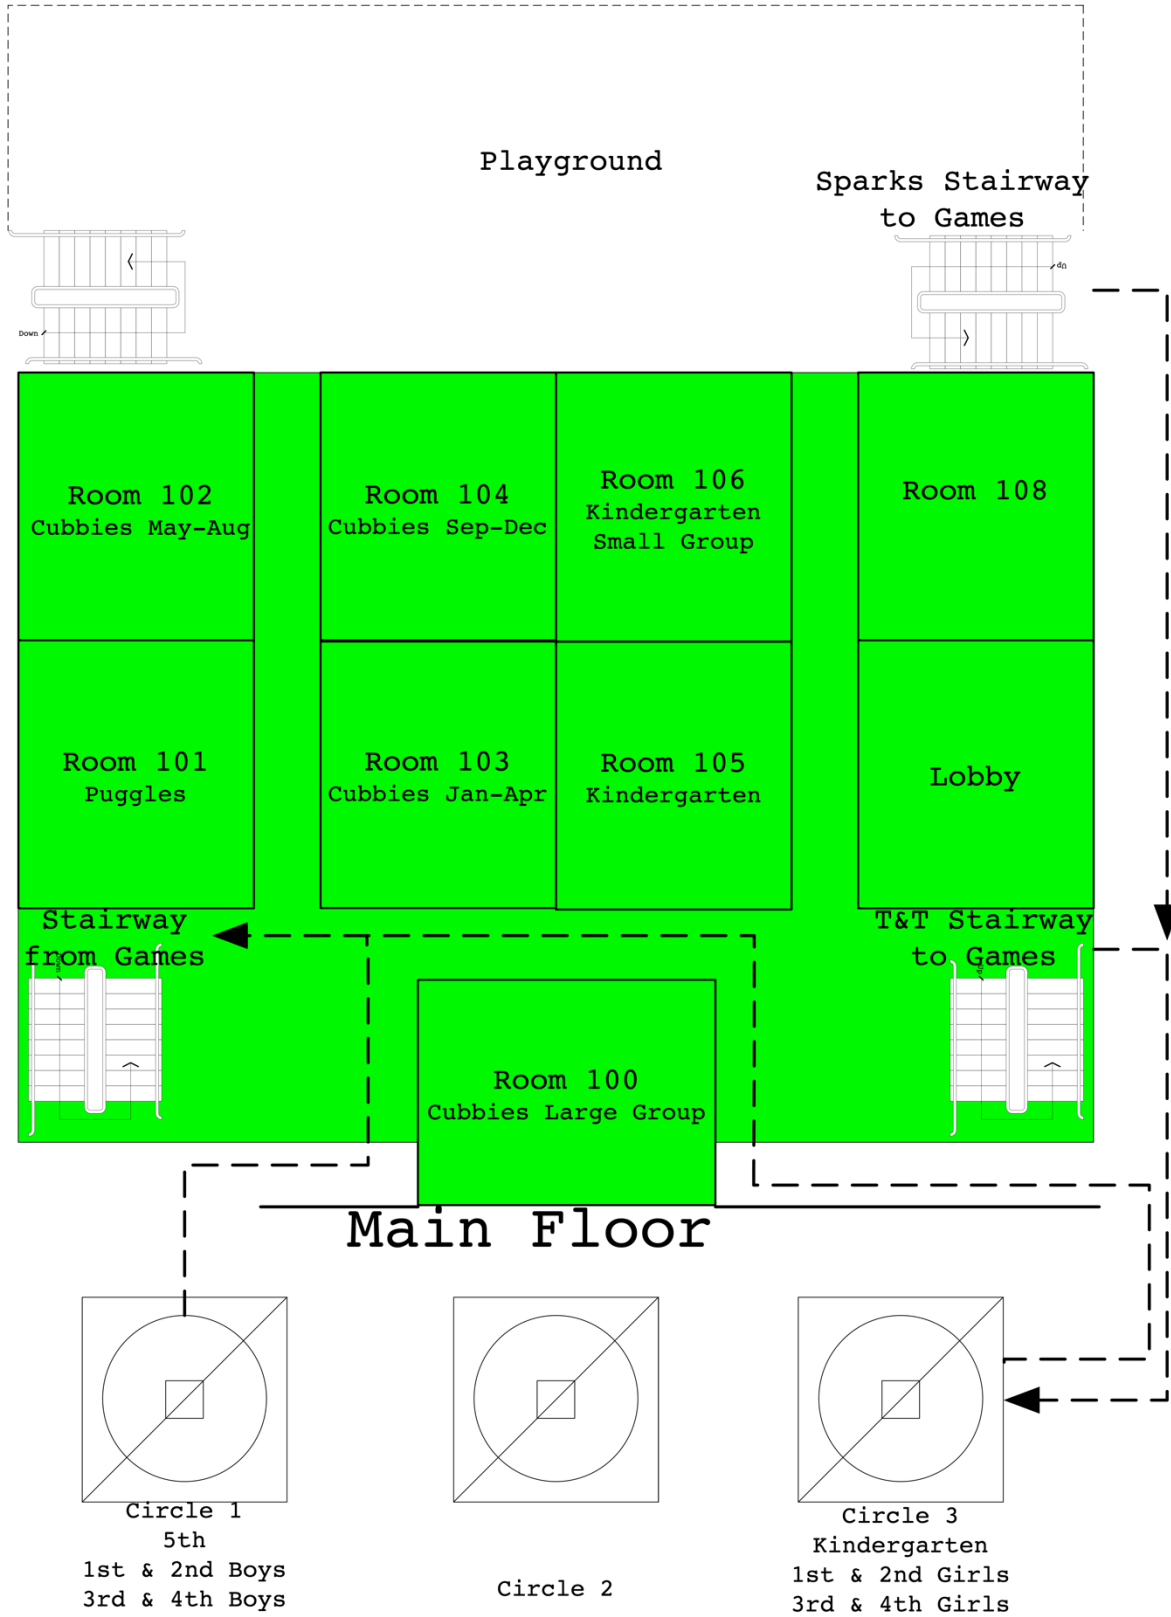 Playground
Sparks Stairway
to Games
Up
Down
Room 102
Cubbies May-Aug
Room 104
Cubbies Sep-Dec
Room 106
Kindergarten
Small Group
Room 108
Room 101
Puggles
Room 103
Cubbies Jan-Apr
Room 105
Kindergarten
Lobby
Stairway
from Games
Down
T&T Stairway
to Games
Up
Room 100
Cubbies Large Group
Main Floor
Circle 1
5th
1st & 2nd Boys
3rd & 4th Boys
Circle 2
Circle 3
Kindergarten
1st & 2nd Girls
3rd & 4th Girls